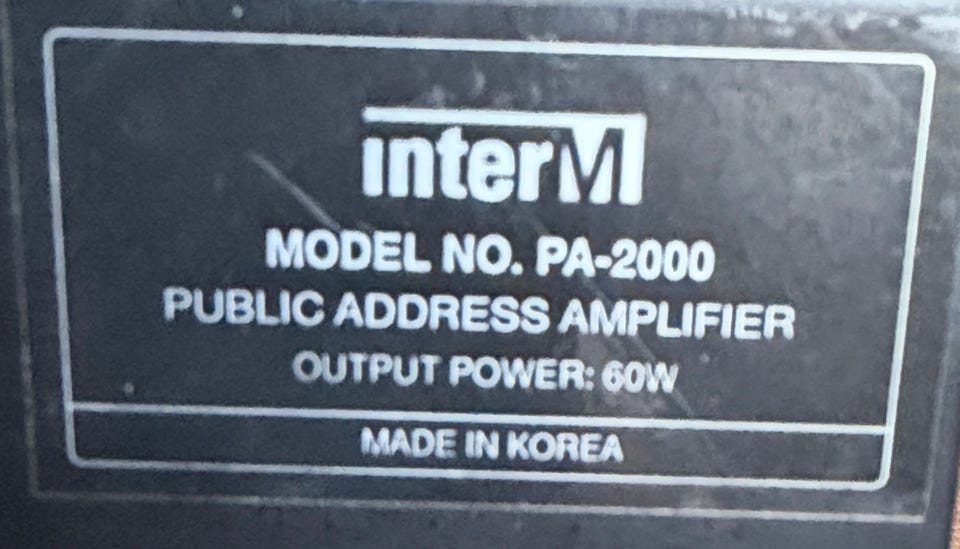 interM
MODEL NO. PA-2000
PUBLIC ADDRESS AMPLIFIER
OUTPUT POWER: 60W
MADE IN KOREA